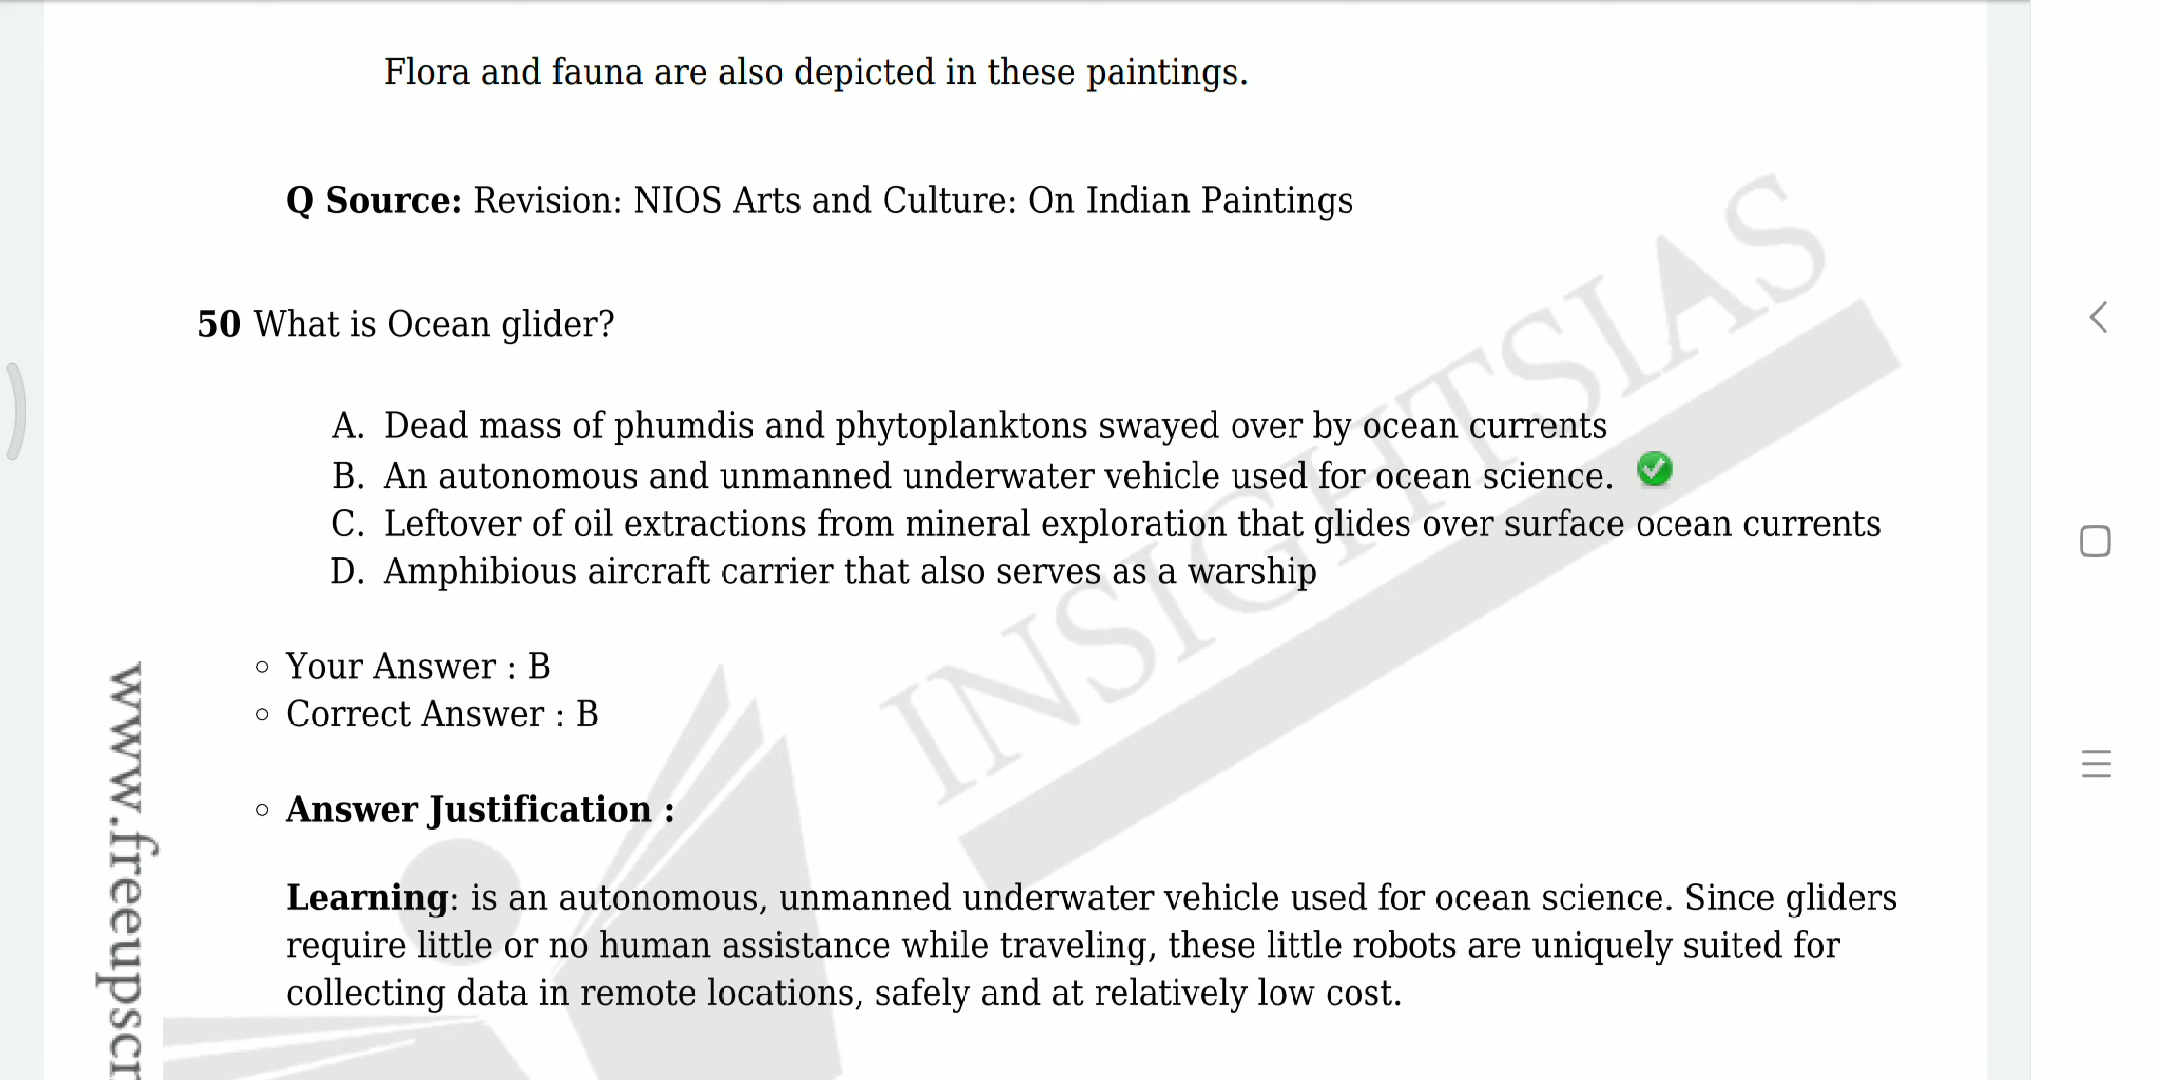 Flora and fauna are also depicted in these paintings.
Q Source: Revision: NIOS Arts and Culture: On Indian Paintings
50 What is Ocean glider?
A. Dead mass of phumdis and phytoplanktons swayed over by ocean currents
B. An autonomous and unmanned underwater vehicle used for ocean science.
C. Leftover of oil extractions from mineral exploration that glides over surface ocean currents
D. Amphibious aircraft carrier that also serves as a warship
Your Answer : B
Correct Answer : B
Answer Justification :
Learning: is an autonomous, unmanned underwater vehicle used for ocean science. Since gliders
require little or no human assistance while traveling, these little robots are uniquely suited for
collecting data in remote locations, safely and at relatively low cost.
INSIGHTSIAS
www.freeupscr